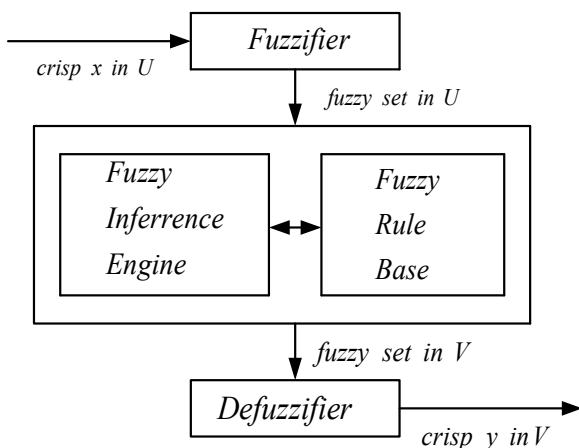 Fuzzifier
crisp x in U
fuzzy set in U
Fuzzy
Inferrence
Engine
Fuzzy
Rule
Base
fuzzy set in V
Defuzzifier
crisp y in V